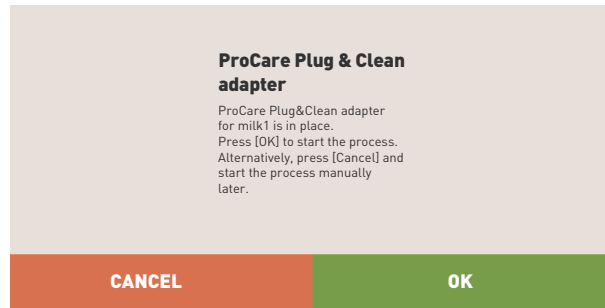 ProCare Plug & Clean
adapter
ProCare Plug&Clean adapter
for milk1 is in place.
Press [OK] to start the process.
Alternatively, press [Cancel] and
start the process manually
later.
CANCEL
OK